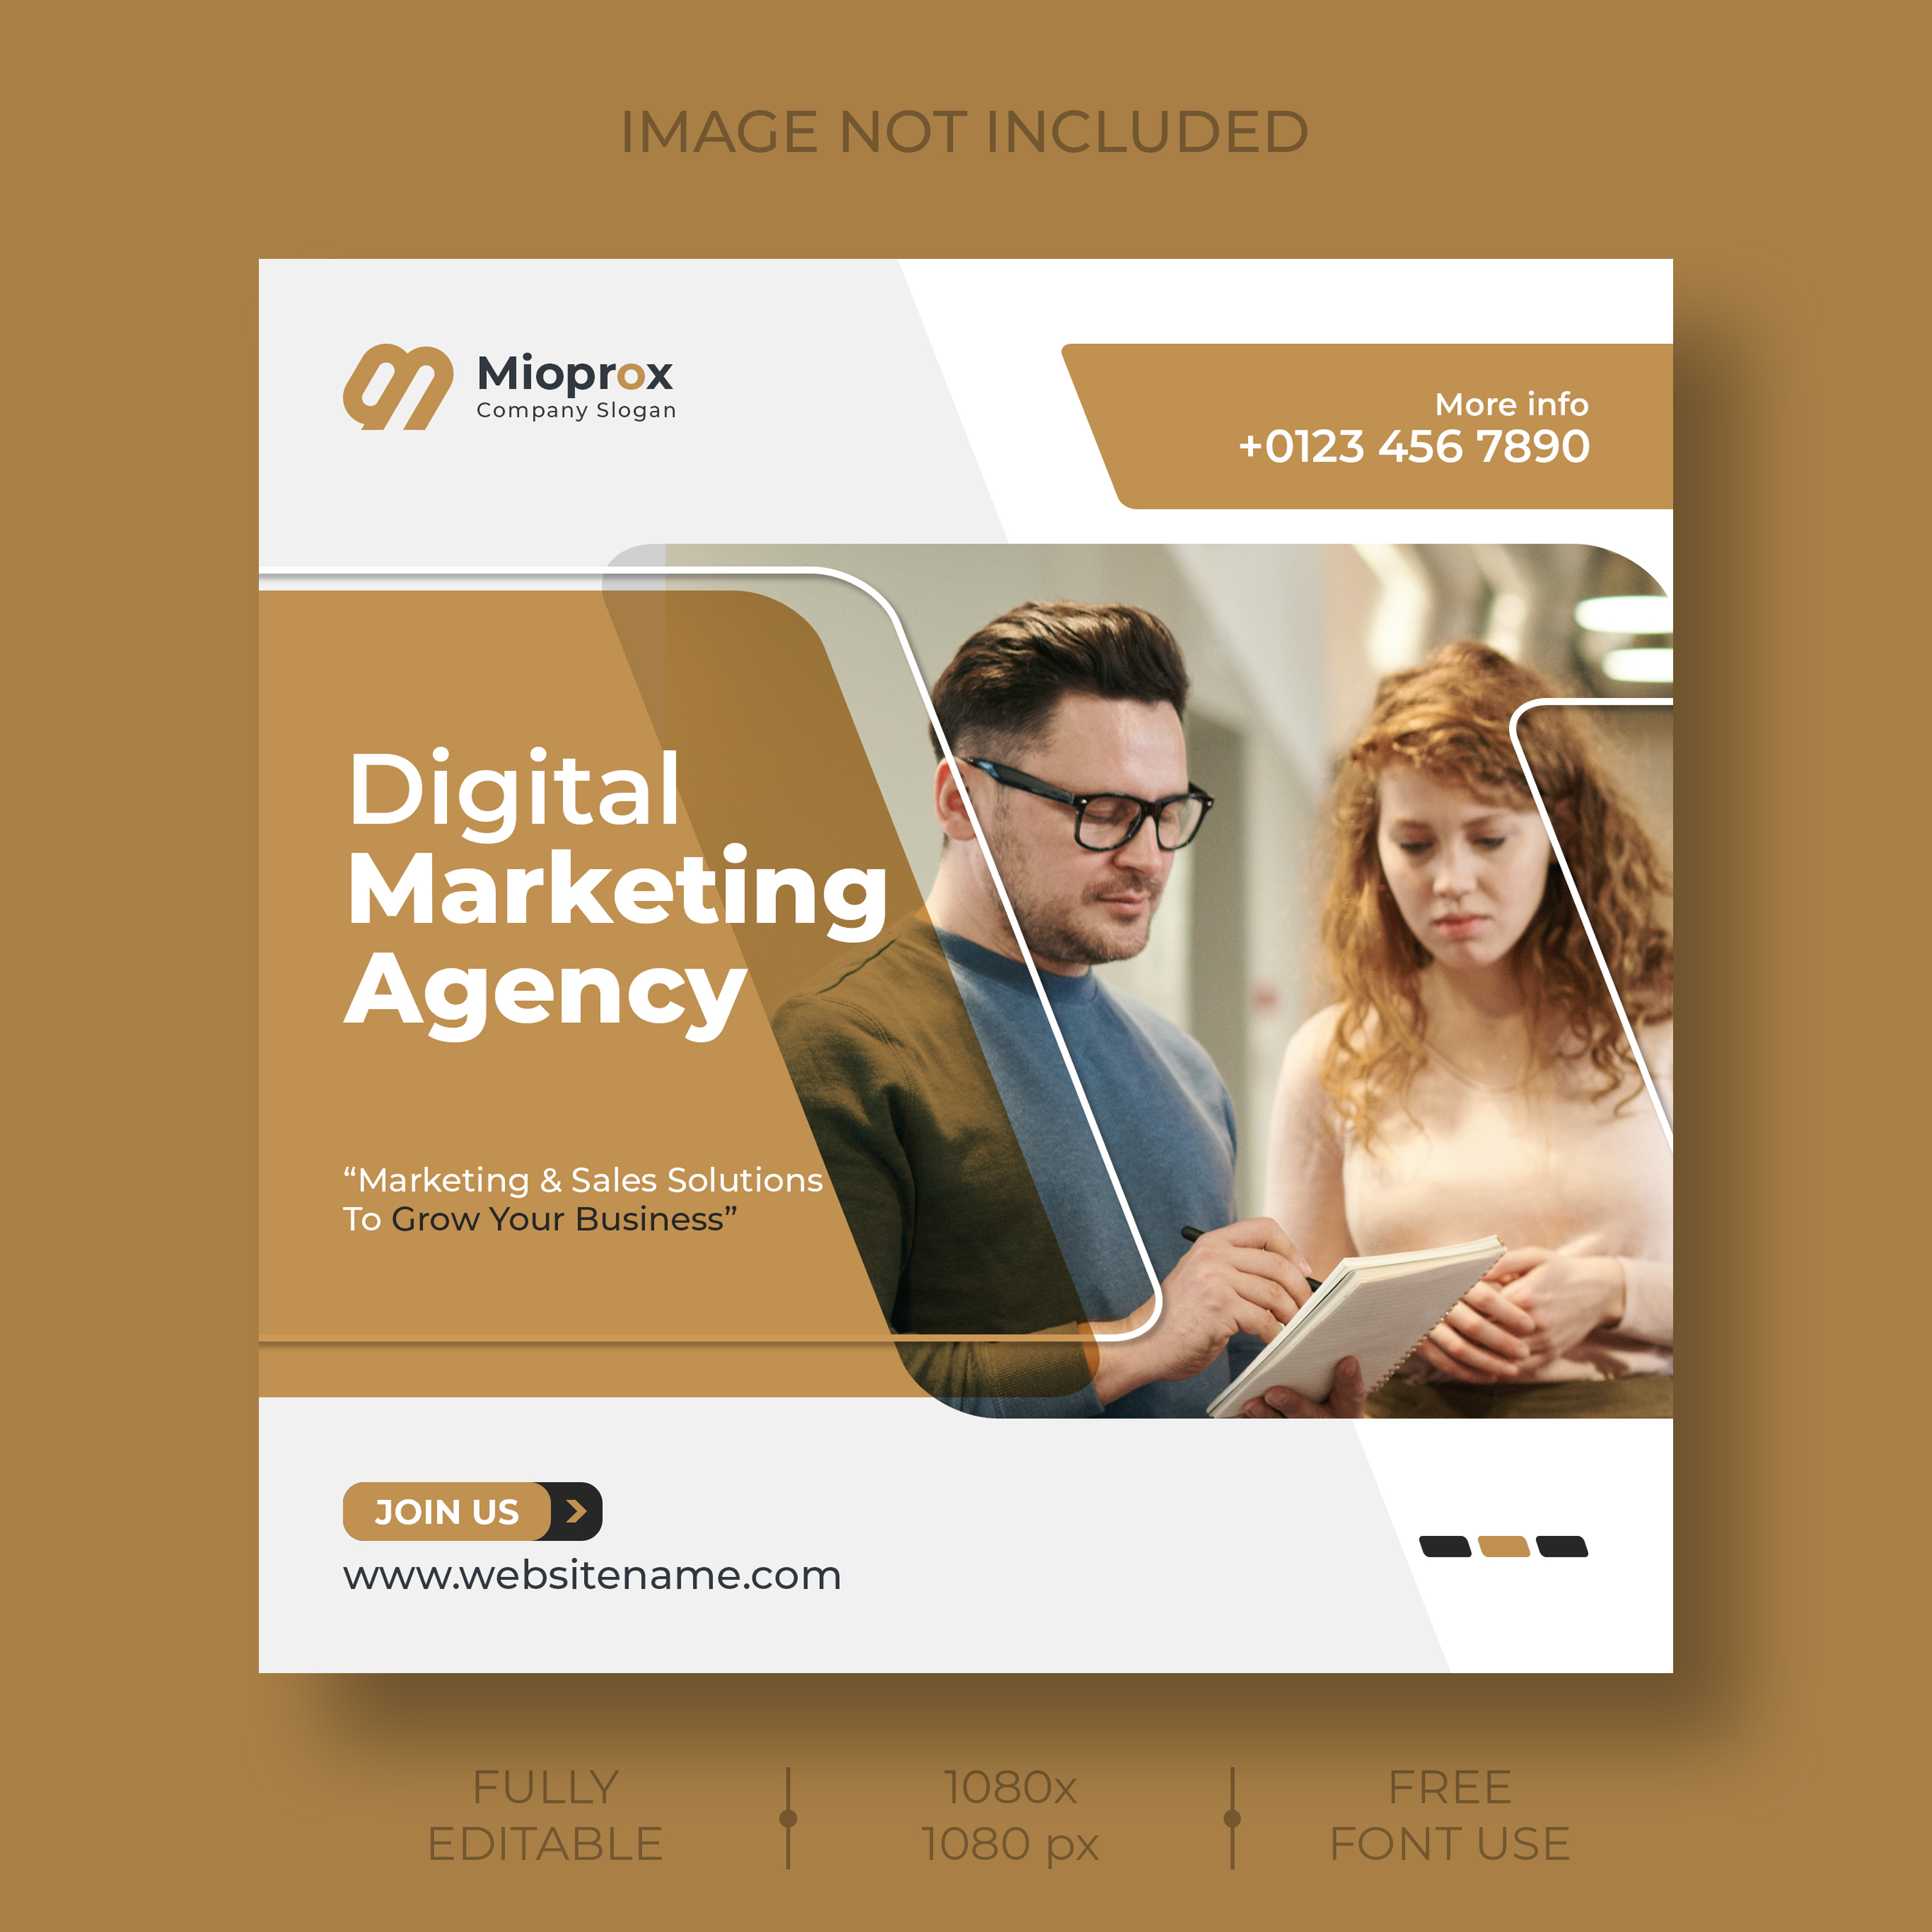 IMAGE NOT INCLUDED
Mioprox
Company Slogan
More info
+0123 456 7890
Digital
Marketing
Agency
“Marketing & Sales Solutions
To Grow Your Business”
JOIN US
www.websitename.com
FULLY
EDITABLE
1080x
1080 px
FREE
FONT USE